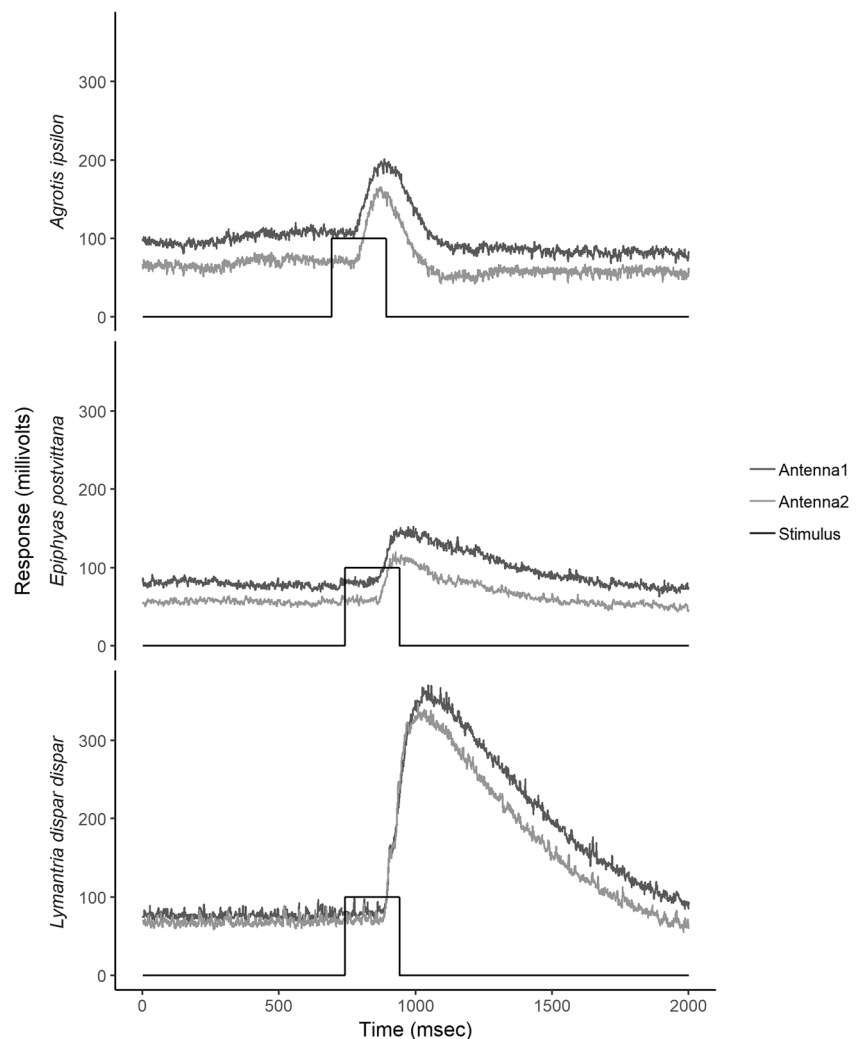 Response (millivolts)
Agrotis ipsilon
300
200
100
0
Epiphyas postvittana
300
200
100
0
Lymantria dispar dispar
300
200
100
0
0 500 1000 1500 2000
Time (msec)
Antenna1
Antenna2
Stimulus